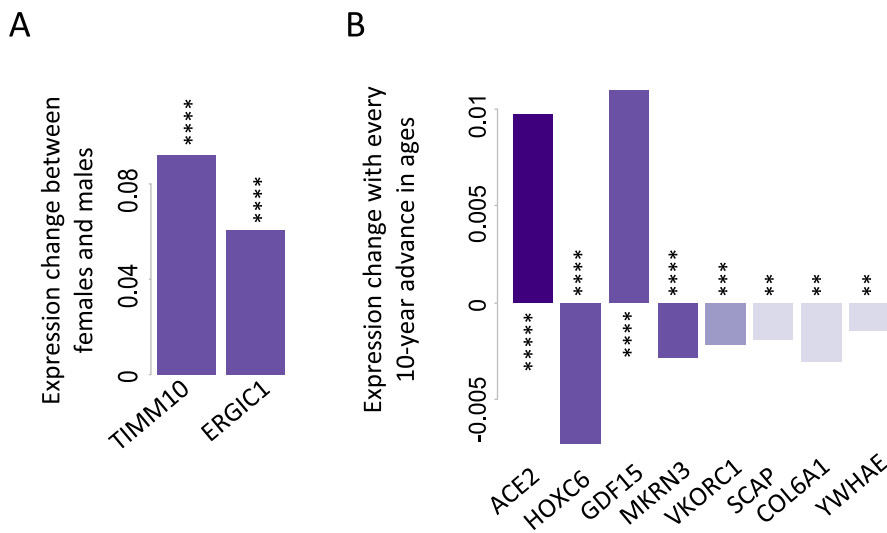 A
Expression change between
females and males
0.08
0.04
0
****
****
TIMM10
ERGIC1
B
Expression change with every
10-year advance in ages
0.01
0.005
0
-0.005
*****
****
****
****
***
**
**
**
ACE2
HOXC6
GDF15
MKRN3
VKORC1
SCAP
COL6A1
YWHAE